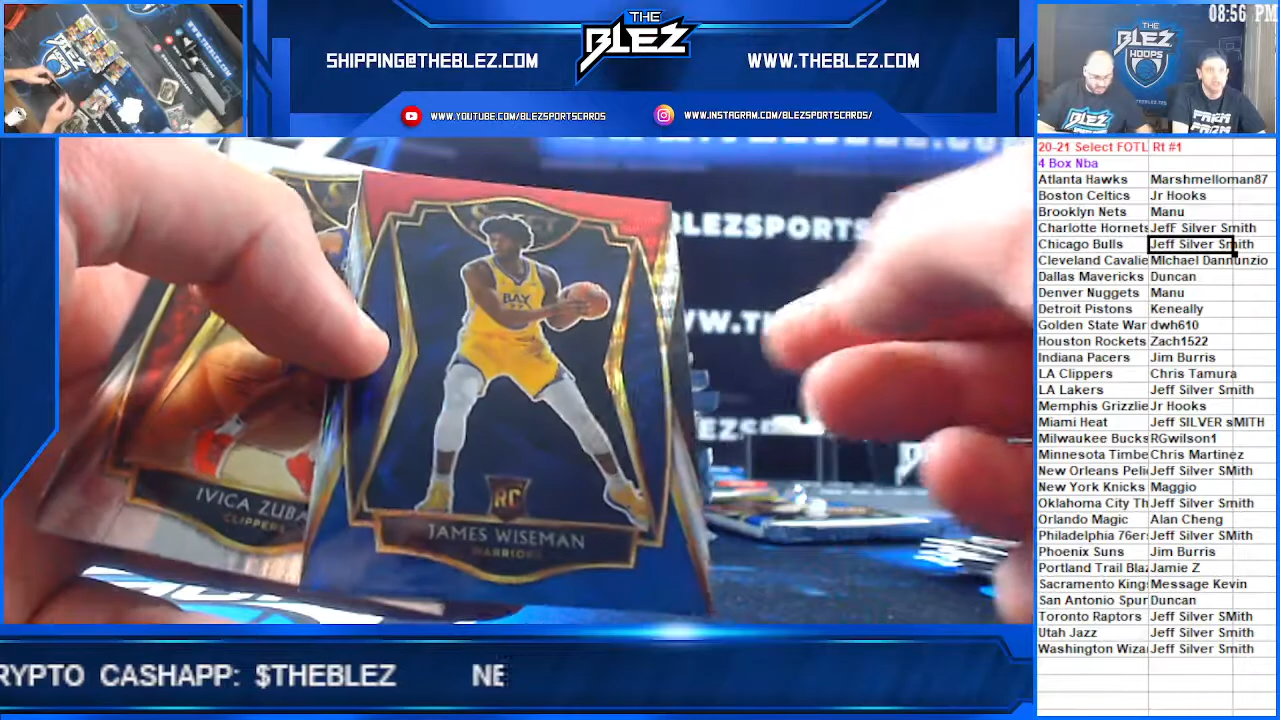 08:56 PM
THE
BLEZ
SHIPPING@THEBLEZ.COM
WWW.THEBLEZ.COM
WWW.YOUTUBE.COM/BLEZSPORTSCARDS
WWW.INSTAGRAM.COM/BLEZSPORTSCARDS/
THE
BLEZ
HOOPS
20-21 Select FOTL Rt #1
4 Box Nba
Atlanta Hawks Marshmelloman87
Boston Celtics Jr Hooks
Brooklyn Nets Manu
Charlotte Hornets JefF Silver Smith
Chicago Bulls Jeff Silver Smith
Cleveland Cavalie MIchael Dannunzio
Dallas Mavericks Duncan
Denver Nuggets Manu
Detroit Pistons Keneally
Golden State War dwh610
Houston Rockets Zach1522
Indiana Pacers Jim Burris
LA Clippers Chris Tamura
LA Lakers Jeff Silver Smith
Memphis Grizzlie Jr Hooks
Miami Heat Jeff SILVER sMITH
Milwaukee Bucks RGwilson1
Minnesota Timbe Chris Martinez
New Orleans Peli Jeff Silver SMith
New York Knicks Maggio
Oklahoma City Th Jeff Silver Smith
Orlando Magic Alan Cheng
Philadelphia 76er Jeff Silver SMith
Phoenix Suns Jim Burris
Portland Trail Blaz Jamie Z
Sacramento Kings Message Kevin
San Antonio Spur Duncan
Toronto Raptors Jeff Silver SMith
Utah Jazz Jeff Silver Smith
Washington Wiza Jeff Silver Smith
BLEZSPORTS
BAY
RC
JAMES WISEMAN
WARRIORS
IVICA ZUBA
CLIPPERS
RYPTO CASHAPP: $THEBLEZ NE